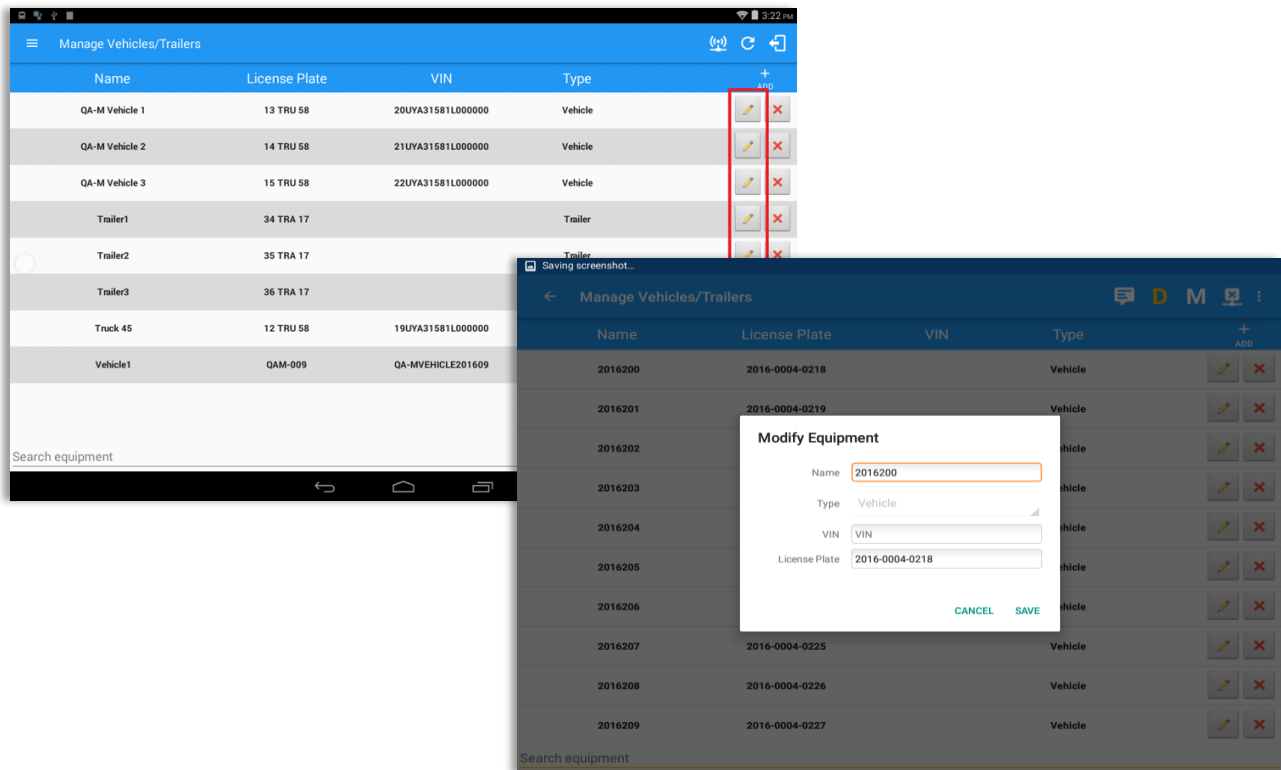 3:22 PM
Manage Vehicles/Trailers
Name License Plate VIN Type ADD
QA-M Vehicle 1 13 TRU 58 20UYA31581L000000 Vehicle
QA-M Vehicle 2 14 TRU 58 21UYA31581L000000 Vehicle
QA-M Vehicle 3 15 TRU 58 22UYA31581L000000 Vehicle
Trailer1 34 TRA 17 Trailer
Trailer2 35 TRA 17 Trailer
Trailer3 36 TRA 17
Truck 45 12 TRU 58 19UYA31581L000000
Vehicle1 QAM-009 QA-MVEHICLE201609
Search equipment
Saving screenshot...
Manage Vehicles/Trailers D M
Name License Plate VIN Type ADD
2016200 2016-0004-0218 Vehicle
2016201 2016-0004-0219 Vehicle
2016202 hicle
2016203 hicle
2016204 hicle
2016205 hicle
2016206 hicle
2016207 2016-0004-0225 Vehicle
2016208 2016-0004-0226 Vehicle
2016209 2016-0004-0227 Vehicle
Search equipment
Modify Equipment
Name 2016200
Type Vehicle
VIN VIN
License Plate 2016-0004-0218
CANCEL SAVE